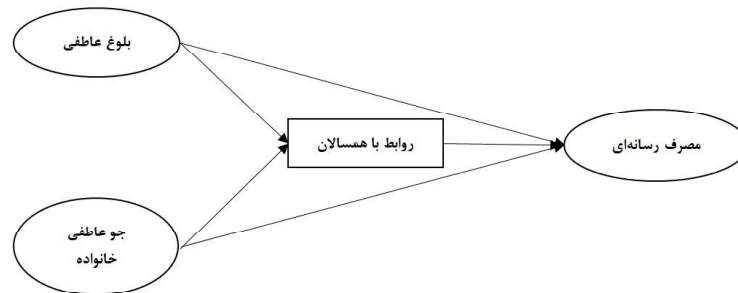 بلوغ عاطفی
روابط با همسالان
مصرف رسانه‌ای
جو عاطفی
خانواده